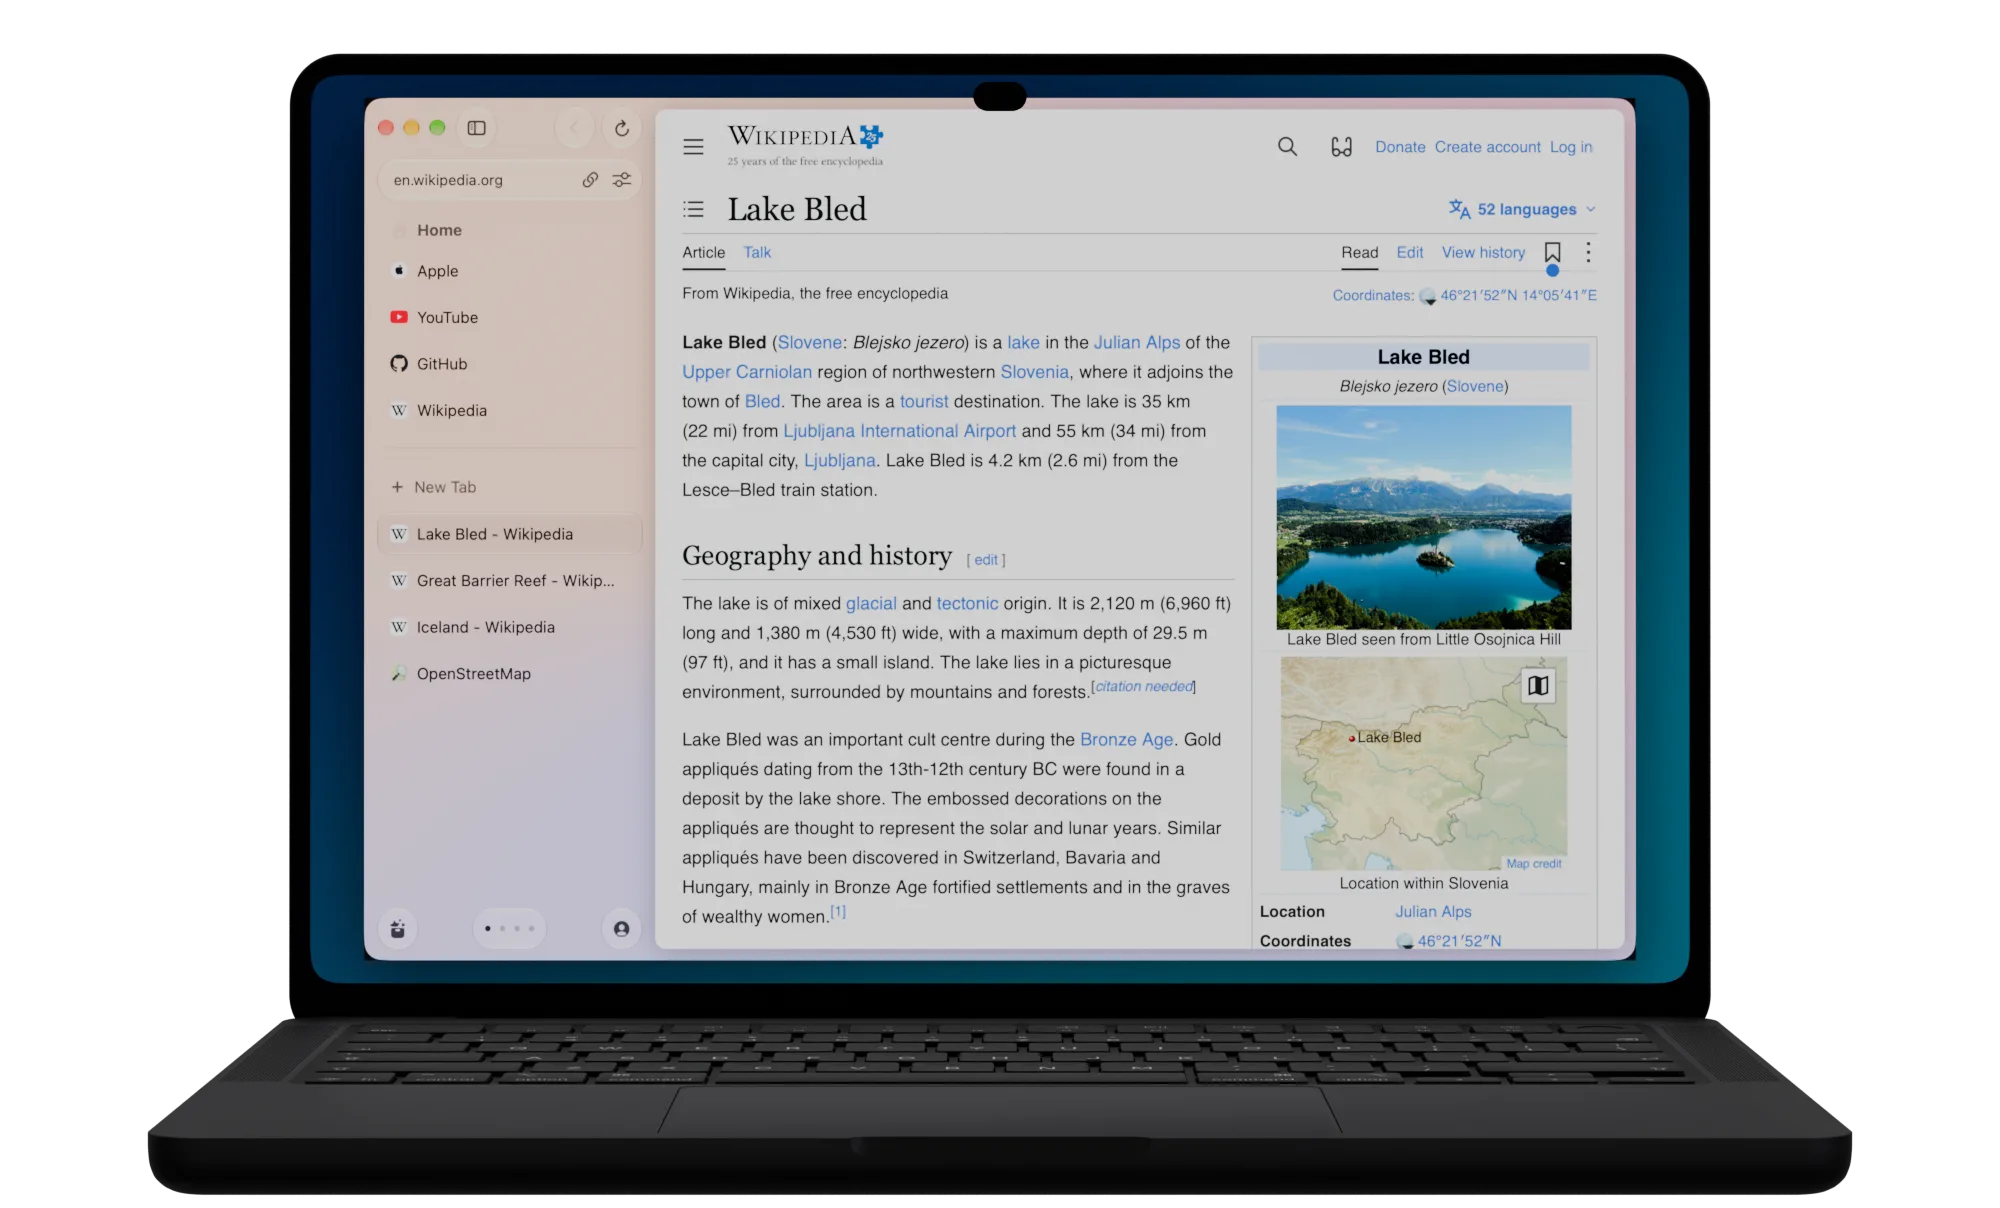 en.wikipedia.org
Home
Apple
YouTube
GitHub
W Wikipedia
+ New Tab
W Lake Bled - Wikipedia
W Great Barrier Reef - Wikip...
W Iceland - Wikipedia
OpenStreetMap
WIKIPEDIA 25
25 years of the free encyclopedia
Donate Create account Log in
Lake Bled
文A 52 languages
Article Talk
Read Edit View history
From Wikipedia, the free encyclopedia
Coordinates: 46°21′52″N 14°05′41″E
Lake Bled (Slovene: Blejsko jezero) is a lake in the Julian Alps of the
Upper Carniolan region of northwestern Slovenia, where it adjoins the
town of Bled. The area is a tourist destination. The lake is 35 km
(22 mi) from Ljubljana International Airport and 55 km (34 mi) from
the capital city, Ljubljana. Lake Bled is 4.2 km (2.6 mi) from the
Lesce–Bled train station.
Geography and history [ edit ]
The lake is of mixed glacial and tectonic origin. It is 2,120 m (6,960 ft)
long and 1,380 m (4,530 ft) wide, with a maximum depth of 29.5 m
(97 ft), and it has a small island. The lake lies in a picturesque
environment, surrounded by mountains and forests.[citation needed]
Lake Bled was an important cult centre during the Bronze Age. Gold
appliqués dating from the 13th-12th century BC were found in a
deposit by the lake shore. The embossed decorations on the
appliqués are thought to represent the solar and lunar years. Similar
appliqués have been discovered in Switzerland, Bavaria and
Hungary, mainly in Bronze Age fortified settlements and in the graves
of wealthy women.[1]
Lake Bled
Blejsko jezero (Slovene)
Lake Bled seen from Little Osojnica Hill
Lake Bled
Map credit
Location within Slovenia
Location Julian Alps
Coordinates 46°21′52″N